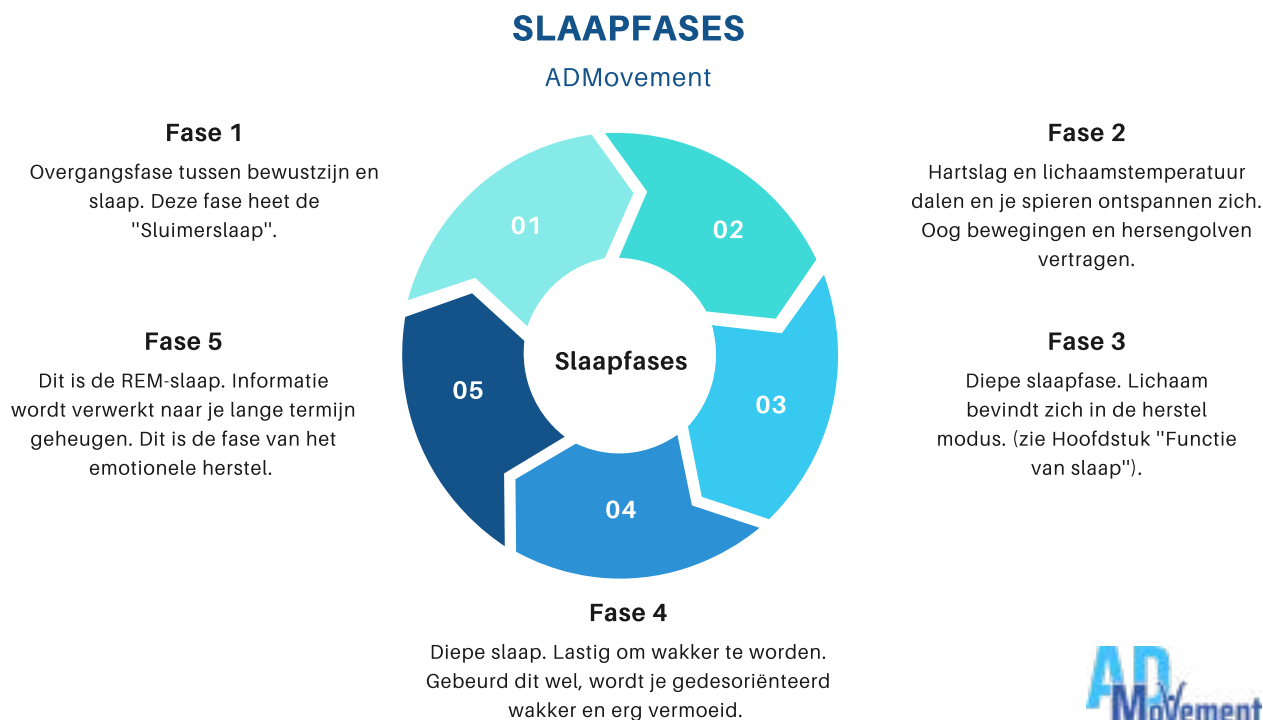 SLAAPFASES
ADMovement
Fase 1
Overgangsfase tussen bewustzijn en
slaap. Deze fase heet de
"Sluimerslaap".
Fase 2
Hartslag en lichaamstemperatuur
dalen en je spieren ontspannen zich.
Oog bewegingen en hersengolven
vertragen.
01
02
03
04
05
Slaapfases
Fase 5
Dit is de REM-slaap. Informatie
wordt verwerkt naar je lange termijn
geheugen. Dit is de fase van het
emotionele herstel.
Fase 3
Diepe slaapfase. Lichaam
bevindt zich in de herstel
modus. (zie Hoofdstuk "Functie
van slaap").
Fase 4
Diepe slaap. Lastig om wakker te worden.
Gebeurd dit wel, wordt je gedesoriënteerd
wakker en erg vermoeid.
AD
Movement